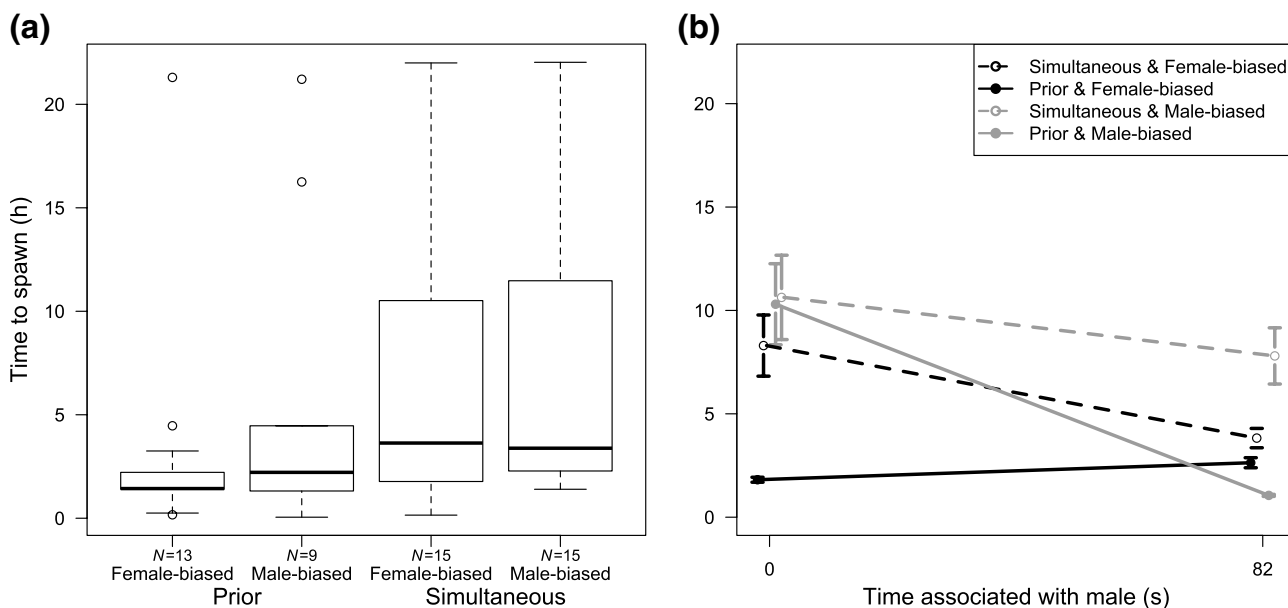 (a)
Time to spawn (h)
20
15
10
5
0
N=13 N=9 N=15 N=15
Female-biased Male-biased Female-biased Male-biased
Prior Simultaneous
(b)
Simultaneous & Female-biased
Prior & Female-biased
Simultaneous & Male-biased
Prior & Male-biased
20
15
10
5
0
0 82
Time associated with male (s)